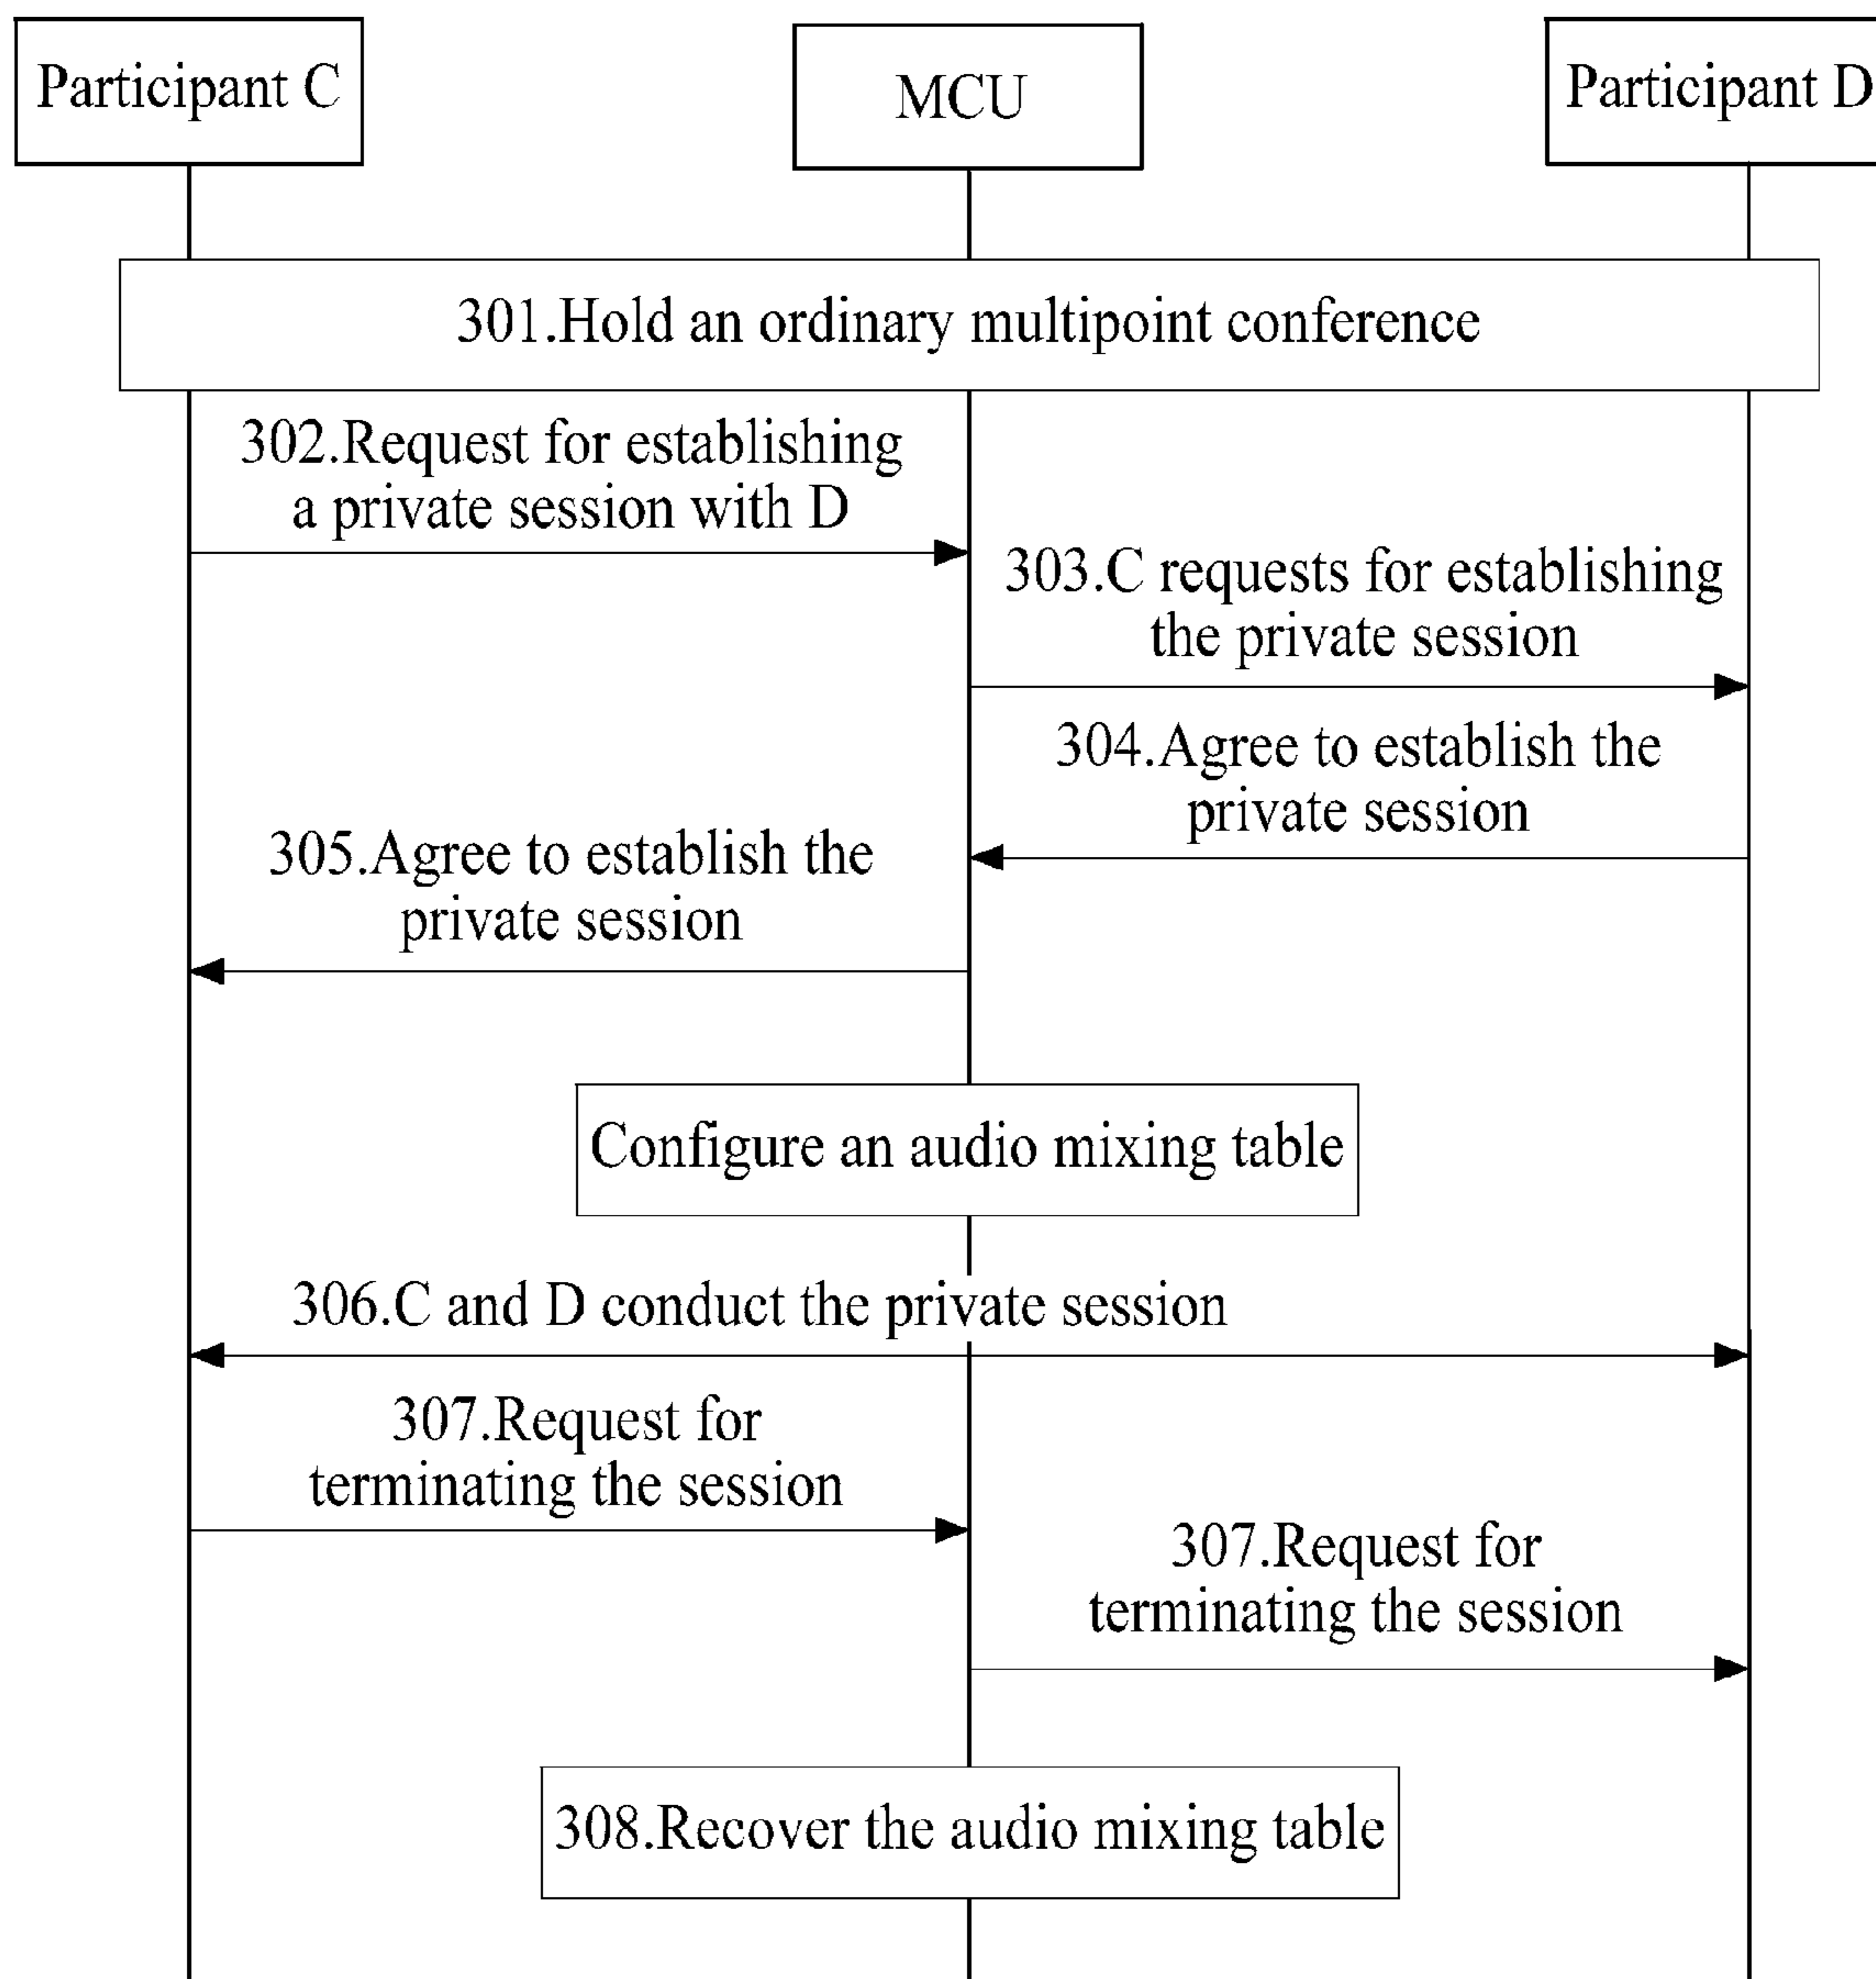 Participant C
MCU
Participant D
301.Hold an ordinary multipoint conference
302.Request for establishing
a private session with D
303.C requests for establishing
the private session
304.Agree to establish the
private session
305.Agree to establish the
private session
Configure an audio mixing table
306.C and D conduct the private session
307.Request for
terminating the session
307.Request for
terminating the session
308.Recover the audio mixing table